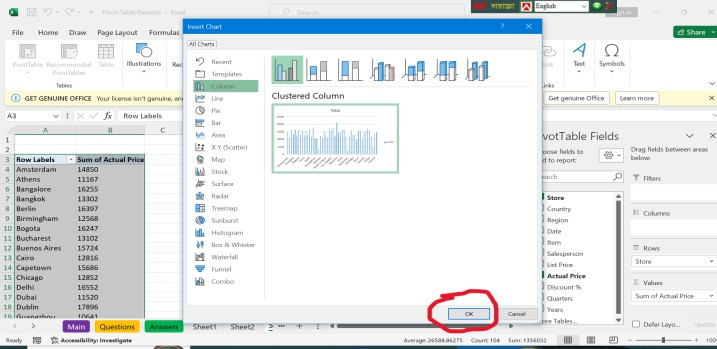 Pivot-Table-Exercise - Excel
Search
English
Sign in
File Home Draw Page Layout Formulas
Share
PivotTable Recommended PivotTables Table Illustrations
Tables
Link
Text Symbols
Links
GET GENUINE OFFICE Your license isn't genuine, an
Get genuine Office Learn more
A3 fx Row Labels
A B C
Row Labels Sum of Actual Price
Amsterdam 14850
Athens 11167
Bangalore 16255
Bangkok 13302
Berlin 16397
Birmingham 12568
Bogota 16247
Bucharest 13102
Buenos Aires 15724
Cairo 12816
Capetown 15686
Chicago 12852
Delhi 16552
Dubai 11520
Dublin 17896
Guangzhou 10641
1
2
3
4
5
6
7
8
9
10
11
12
13
14
15
16
17
18
19
Insert Chart
? X
All Charts
Recent
Templates
Column
Line
Pie
Bar
Area
X Y (Scatter)
Map
Stock
Surface
Radar
Treemap
Sunburst
Histogram
Box & Whisker
Waterfall
Funnel
Combo
Clustered Column
Total
OK Cancel
votTable Fields
oose fields to
d to report:
Drag fields between areas
below:
earch
Store
Country
Region
Date
Item
Salesperson
List Price
Actual Price
Discount %
Quarters
Years
ore Tables...
Filters
Columns
Rows
Store
Values
Sum of Actual Price
Defer Layo... Update
Main Questions Answers Sheet1 Sheet2
Ready Accessibility: Investigate
Average: 26588.86275 Count: 104 Sum: 1356032
100%